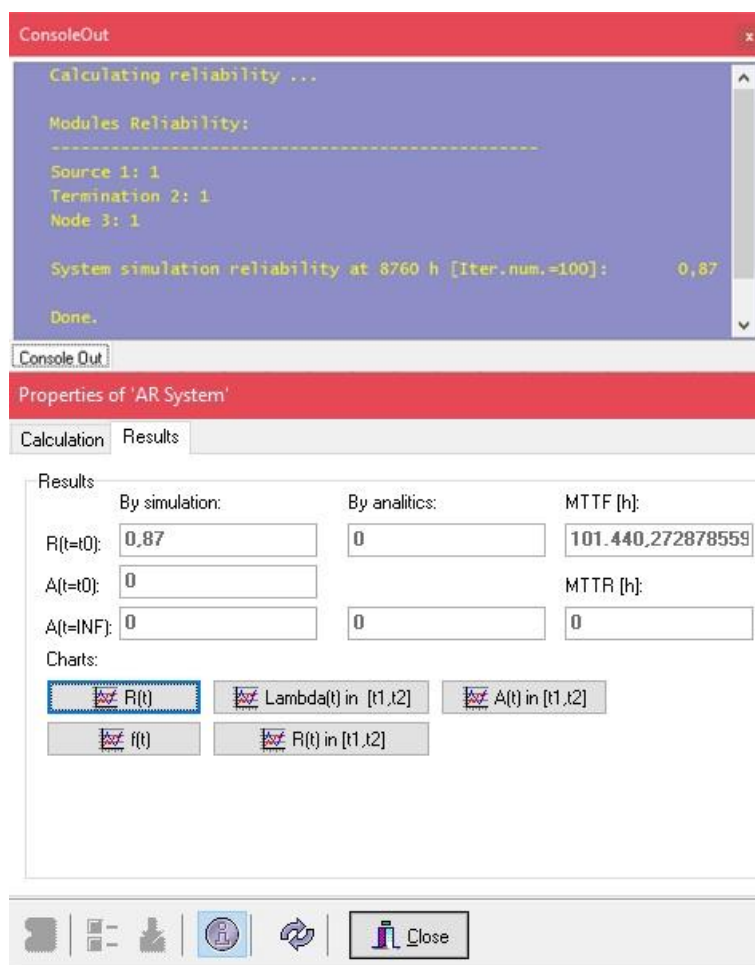 ConsoleOut
x
Calculating reliability ...
Modules Reliability:
-------------------------------------------------
Source 1: 1
Termination 2: 1
Node 3: 1
System simulation reliability at 8760 h [Iter.num.=100]: 0,87
Done.
Console Out
Properties of 'AR System'
Calculation Results
Results
By simulation: By analitics: MTTF [h]:
R(t=t0): 0,87 0 101.440,272878559
A(t=t0): 0 MTTR [h]:
A(t=INF): 0 0 0
Charts:
R(t) Lambda(t) in [t1,t2] A(t) in [t1,t2]
f(t) R(t) in [t1,t2]
Close